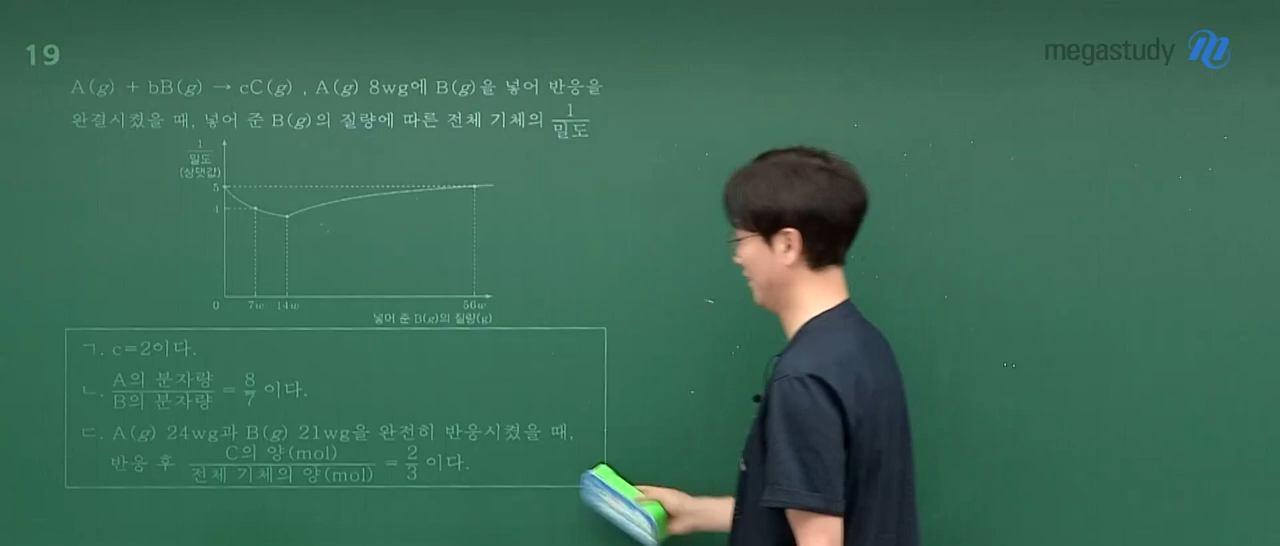 19
megastudy
A(g) + bB(g) → cC(g) , A(g) 8wg에 B(g)을 넣어 반응을
완결시켰을 때, 넣어 준 B(g)의 질량에 따른 전체 기체의 1/밀도
1/밀도
(상댓값)
5
4
0 7w 14w 56w
넣어 준 B(g)의 질량(g)
ㄱ. c=2이다.
ㄴ. A의 분자량/B의 분자량 = 8/7 이다.
ㄷ. A(g) 24wg과 B(g) 21wg을 완전히 반응시켰을 때,
반응 후 C의 양(mol)/전체 기체의 양(mol) = 2/3 이다.